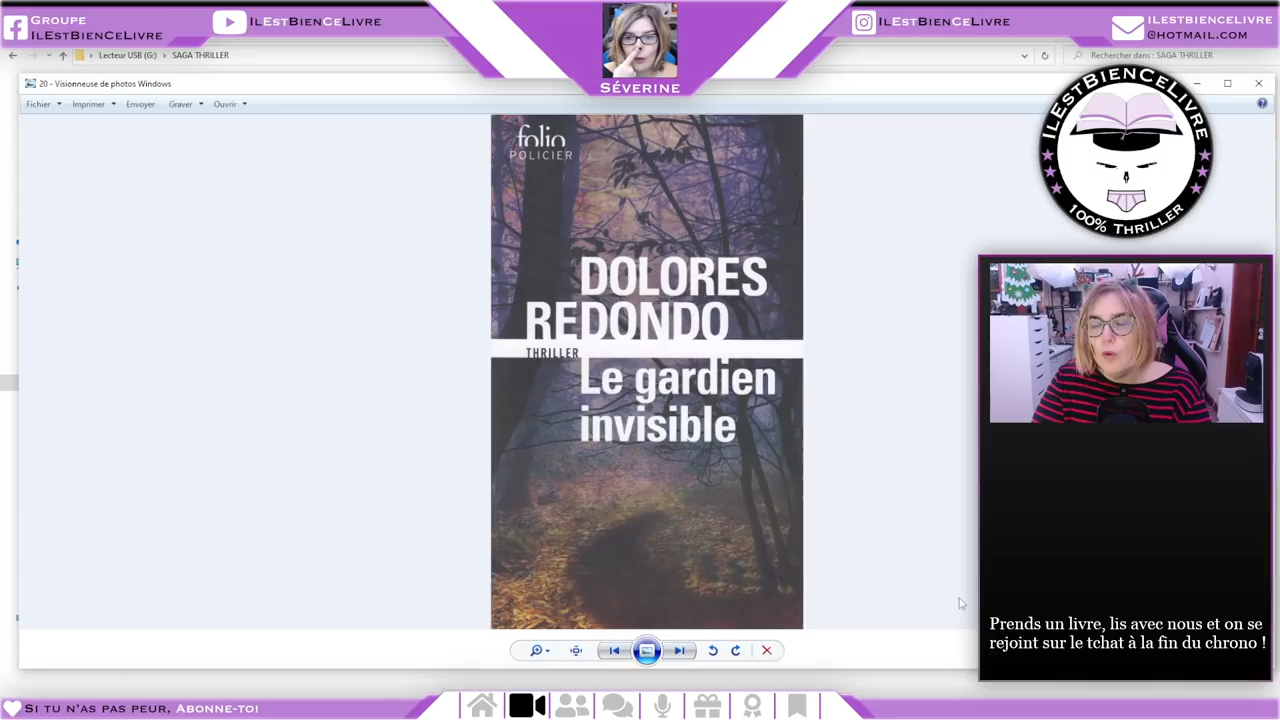 Groupe
IlEstBienCeLivre
IlEstBienCeLivre
Séverine
IlEstBienCeLivre
ilestbiencelivre
@hotmail.com
Lecteur USB (G:) › SAGA THRILLER
Rechercher dans : SAGA THRILLER
20 - Visionneuse de photos Windows
Fichier Imprimer Envoyer Graver Ouvrir
IlEstBienCeLivre
100% Thriller
folio
POLICIER
DOLORES
REDONDO
THRILLER
Le gardien
invisible
Prends un livre, lis avec nous et on se
rejoint sur le tchat à la fin du chrono !
Si tu n'as pas peur, Abonne-toi